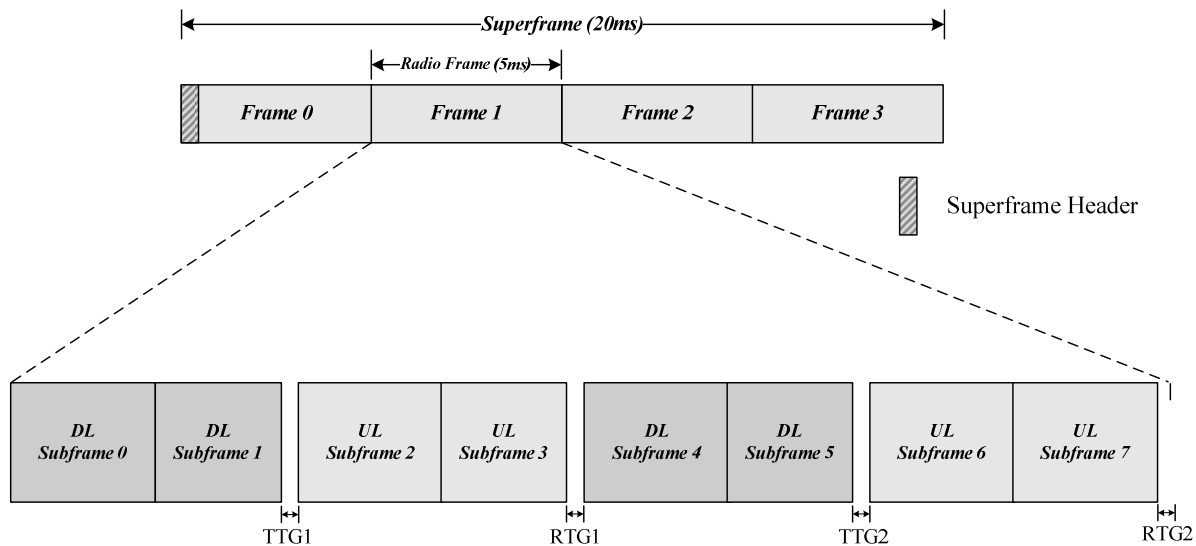 Superframe (20ms)
Radio Frame (5ms)
Frame 0
Frame 1
Frame 2
Frame 3
Superframe Header
DL
Subframe 0
DL
Subframe 1
UL
Subframe 2
UL
Subframe 3
DL
Subframe 4
DL
Subframe 5
UL
Subframe 6
UL
Subframe 7
TTG1
RTG1
TTG2
RTG2